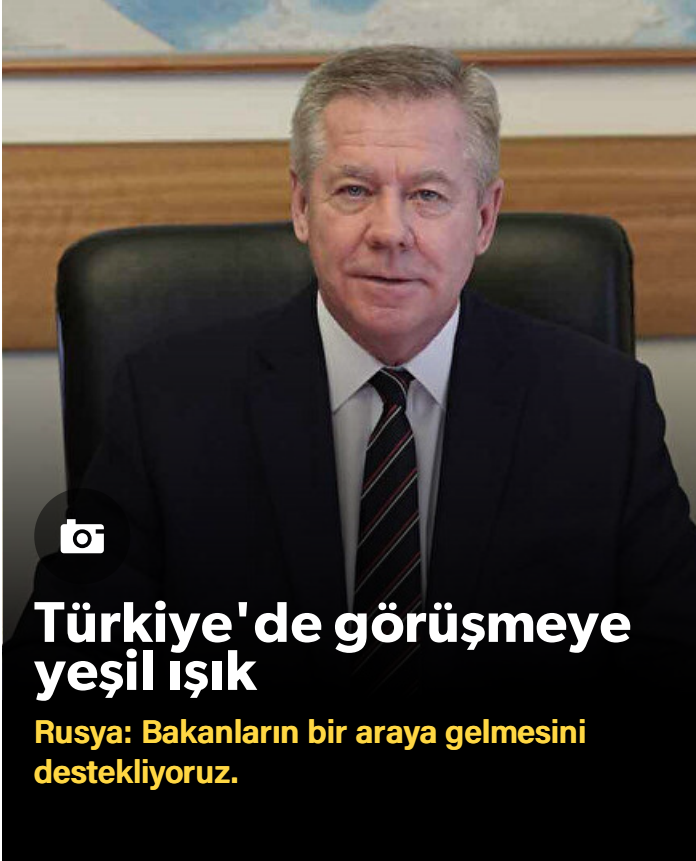 Türkiye'de görüşmeye
yeşil ışık
Rusya: Bakanların bir araya gelmesini
destekliyoruz.